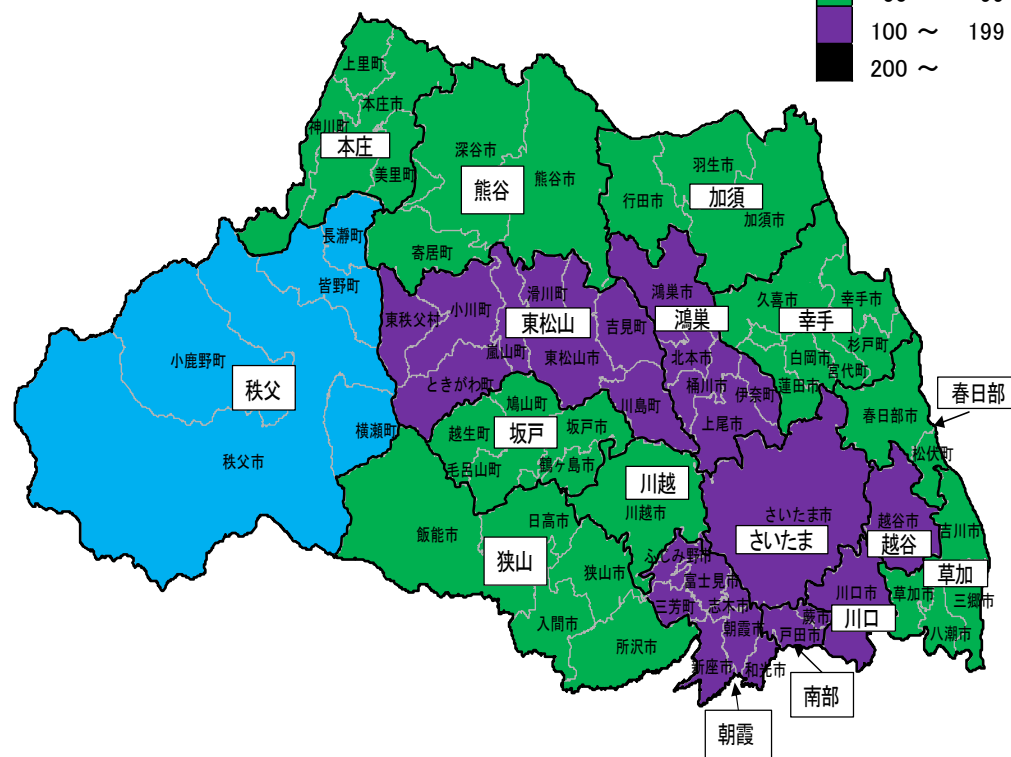 100 ～ 199
200 ～
上里町
本庄市
神川町
本庄
美里町
深谷市
熊谷市
熊谷
寄居町
行田市
羽生市
加須
加須市
長瀞町
皆野町
小鹿野町
秩父
横瀬町
秩父市
東秩父村
小川町
滑川町
東松山
吉見町
嵐山町
東松山市
ときがわ町
川島町
鴻巣市
鴻巣
北本市
桶川市
伊奈町
上尾市
久喜市
幸手市
幸手
杉戸町
白岡市
宮代町
蓮田市
春日部市
春日部
松伏町
鳩山町
越生町
坂戸
坂戸市
毛呂山町
鶴ヶ島市
川越
川越市
飯能市
日高市
狭山
狭山市
入間市
所沢市
さいたま市
さいたま
越谷市
越谷
吉川市
草加
草加市
三郷市
八潮市
川口市
川口
ふじみ野市
富士見市
三芳町
志木市
朝霞市
新座市
和光市
蕨市
戸田市
南部
朝霞